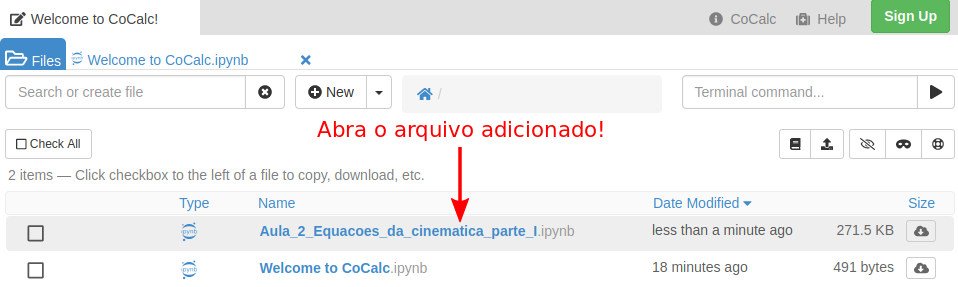 Welcome to CoCalc!
CoCalc
Help
Sign Up
Files
Welcome to CoCalc.ipynb
Search or create file
New
/
Terminal command...
Abra o arquivo adicionado!
Check All
2 items — Click checkbox to the left of a file to copy, download, etc.
Type Name Date Modified Size
ipynb Aula_2_Equacoes_da_cinematica_parte_I.ipynb less than a minute ago 271.5 KB
ipynb Welcome to CoCalc.ipynb 18 minutes ago 491 bytes